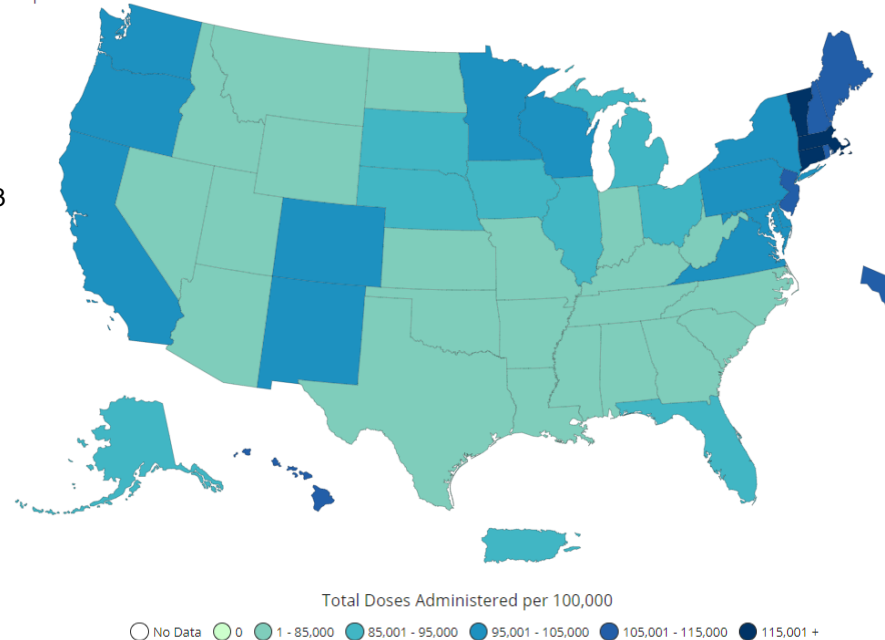 3
Total Doses Administered per 100,000
No Data 0 1 - 85,000 85,001 - 95,000 95,001 - 105,000 105,001 - 115,000 115,001 +